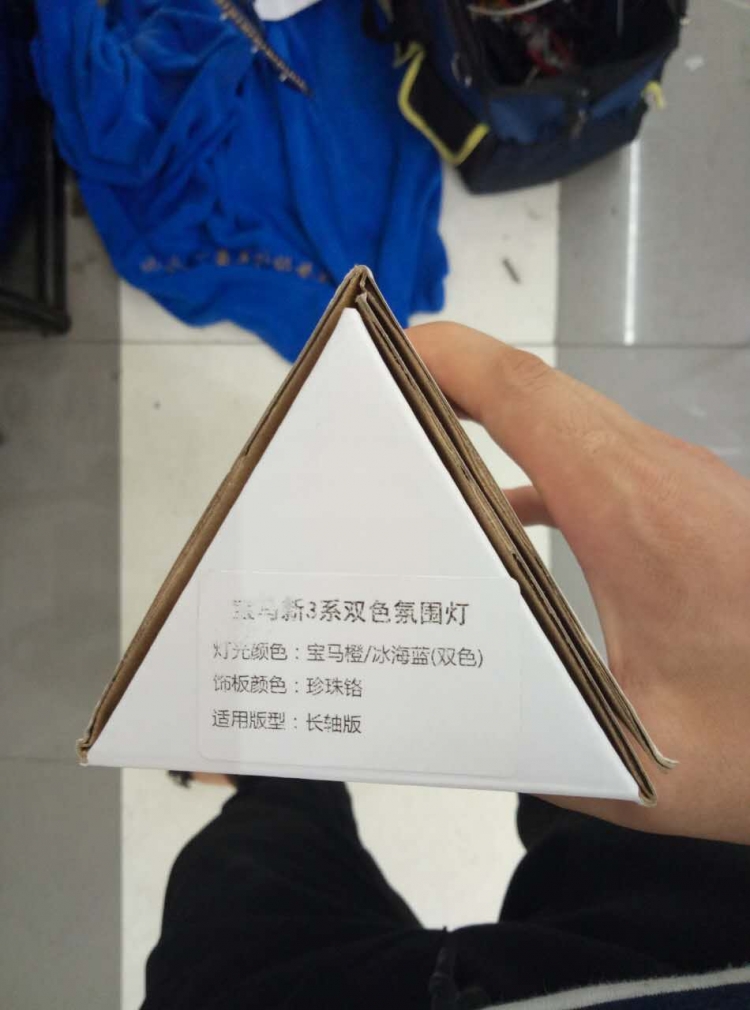 宝马新3系双色氛围灯
灯光颜色：宝马橙/冰海蓝(双色)
饰板颜色：珍珠铬
适用版型：长轴版